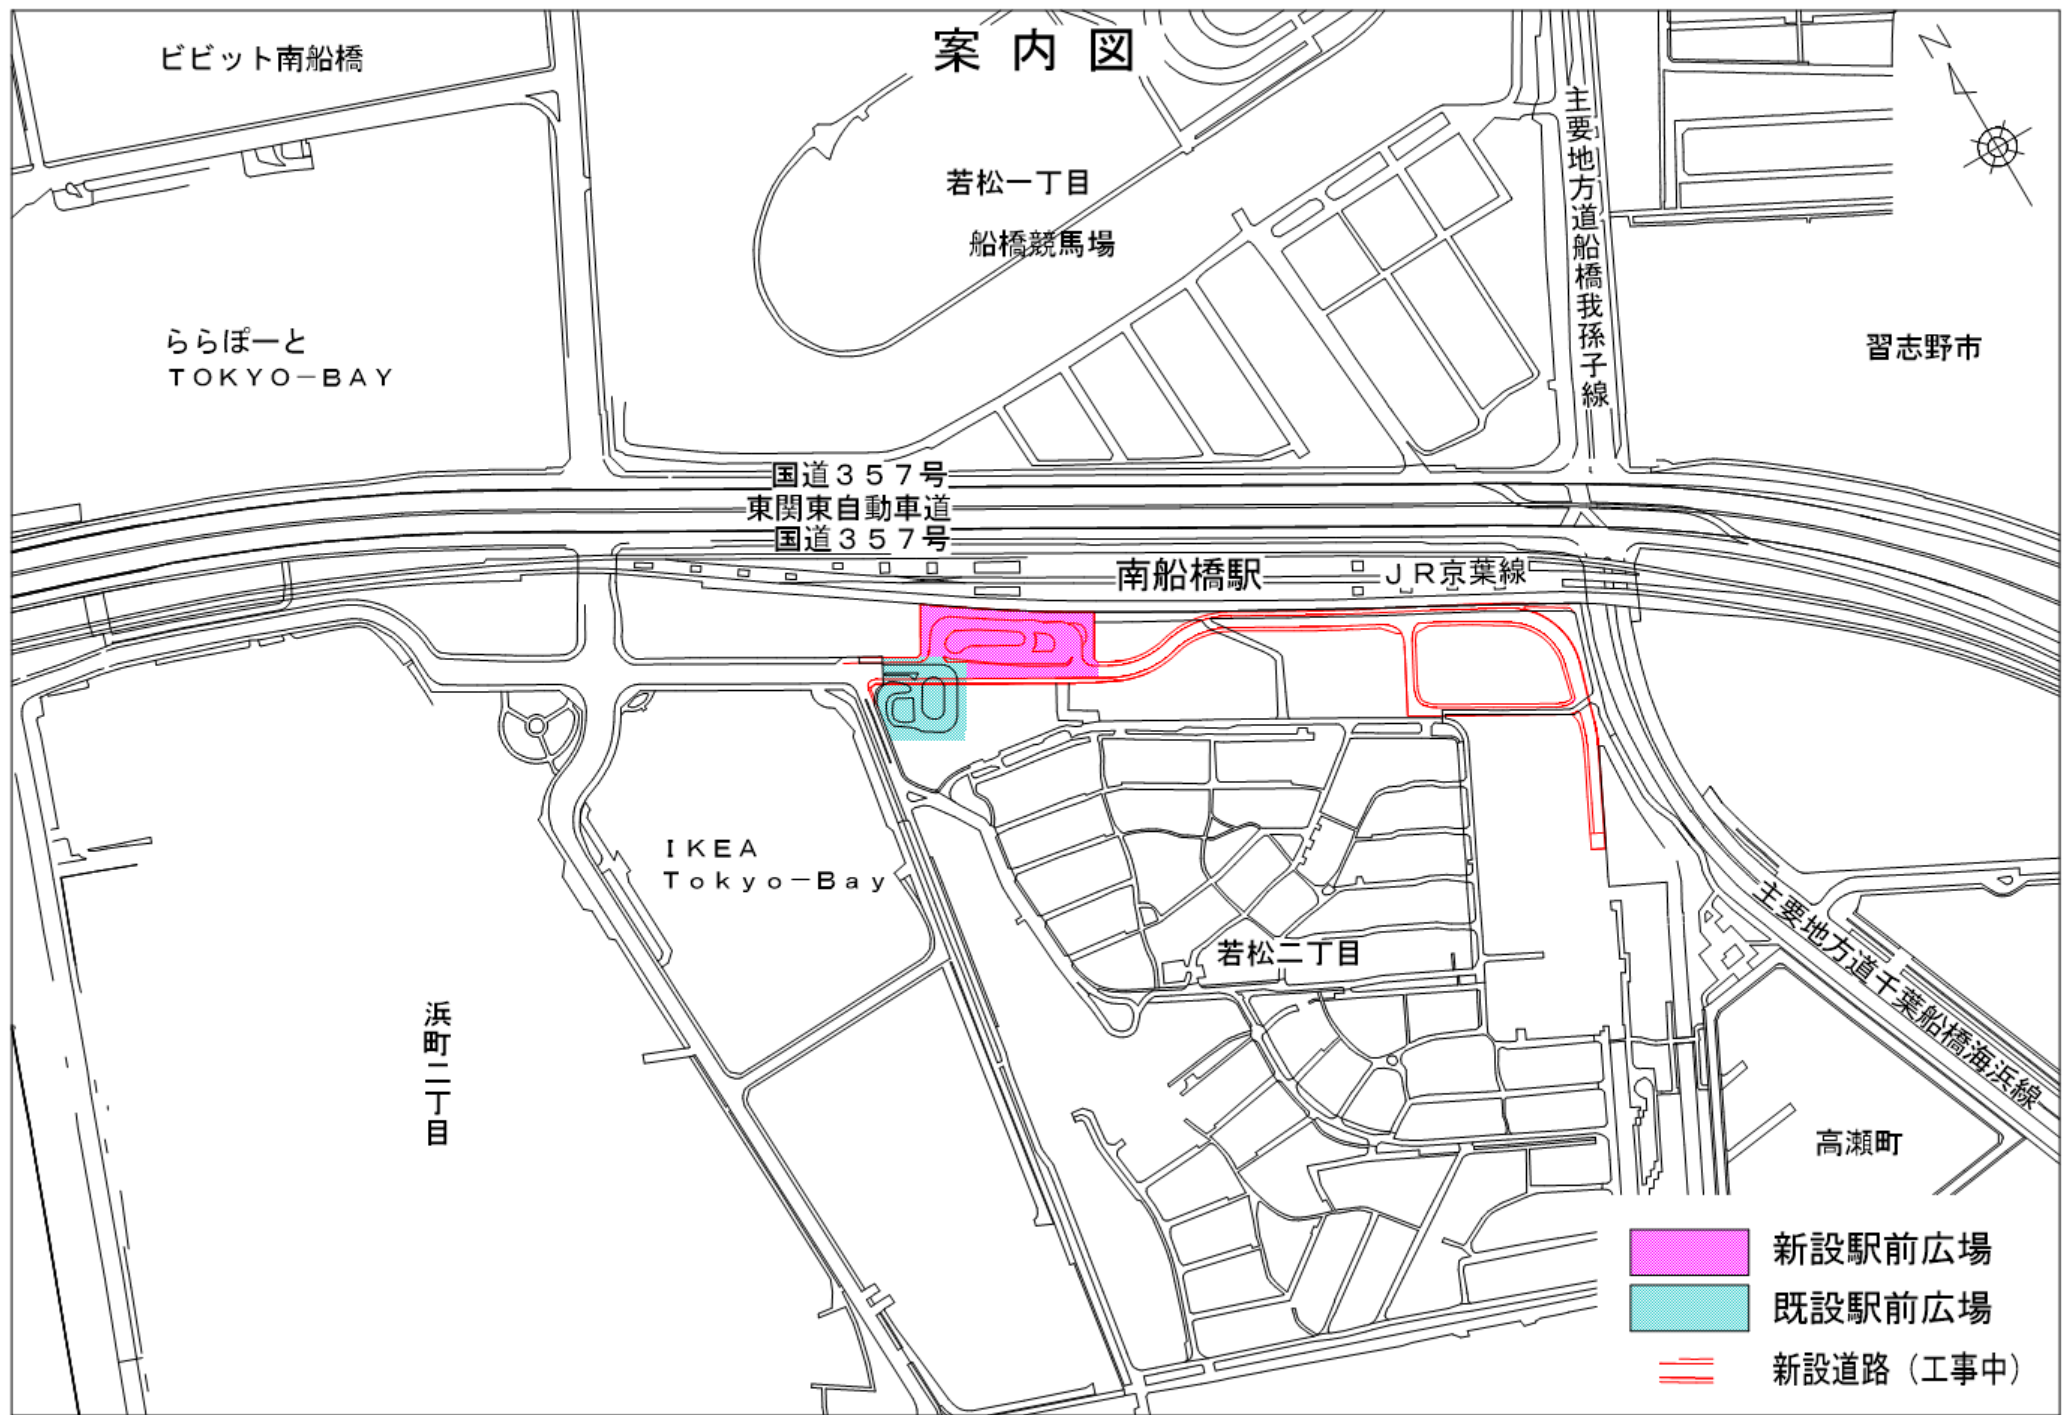 案内図
ビビット南船橋
N
若松一丁目
船橋競馬場
主要地方道船橋我孫子線
習志野市
ららぽーと
TOKYO-BAY
国道357号
東関東自動車道
国道357号
南船橋駅
JR京葉線
IKEA
Tokyo-Bay
若松二丁目
浜町二丁目
主要地方道千葉船橋海浜線
高瀬町
新設駅前広場
既設駅前広場
新設道路(工事中)